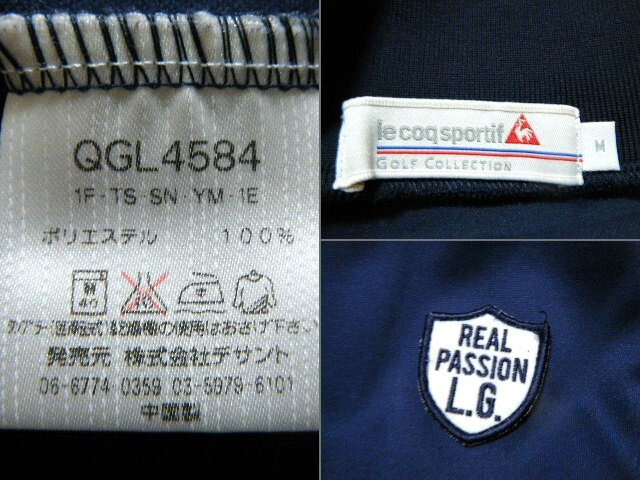 QGL4584
1F-TS-SN-YM-1E
ポリエステル 100%
40
中
発売元 株式会社デサント
06-6774 0359 03-5979-6101
中国製
le coq sportif
GOLF COLLECTION
M
REAL
PASSION
L.G.